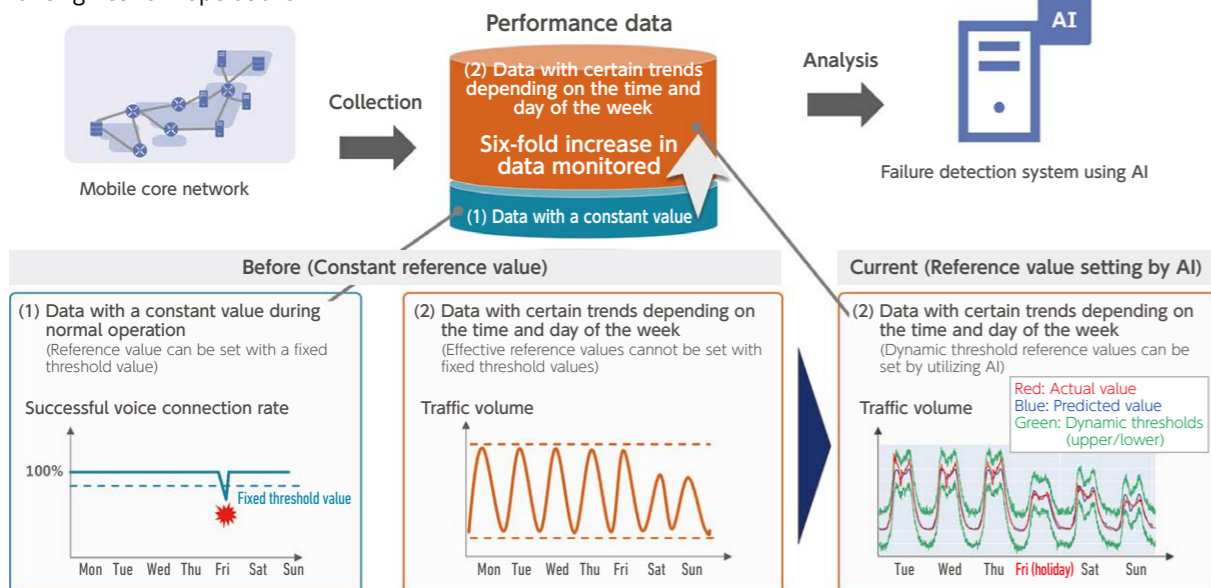 Performance data
AI
(2) Data with certain trends
depending on the time and
day of the week
Six-fold increase in
data monitored
(1) Data with a constant value
Collection
Analysis
Mobile core network
Failure detection system using AI
Before (Constant reference value)
Current (Reference value setting by AI)
(1) Data with a constant value during
normal operation
(Reference value can be set with a fixed
threshold value)
Successful voice connection rate
100%
Fixed threshold value
Mon Tue Wed Thu Fri Sat Sun
(2) Data with certain trends depending on
the time and day of the week
(Effective reference values cannot be set with
fixed threshold values)
Traffic volume
Mon Tue Wed Thu Fri Sat Sun
(2) Data with certain trends depending on
the time and day of the week
(Dynamic threshold reference values can be
set by utilizing AI)
Red: Actual value
Blue: Predicted value
Green: Dynamic thresholds
(upper/lower)
Traffic volume
Tue Wed Thu Fri (holiday) Sat Sun